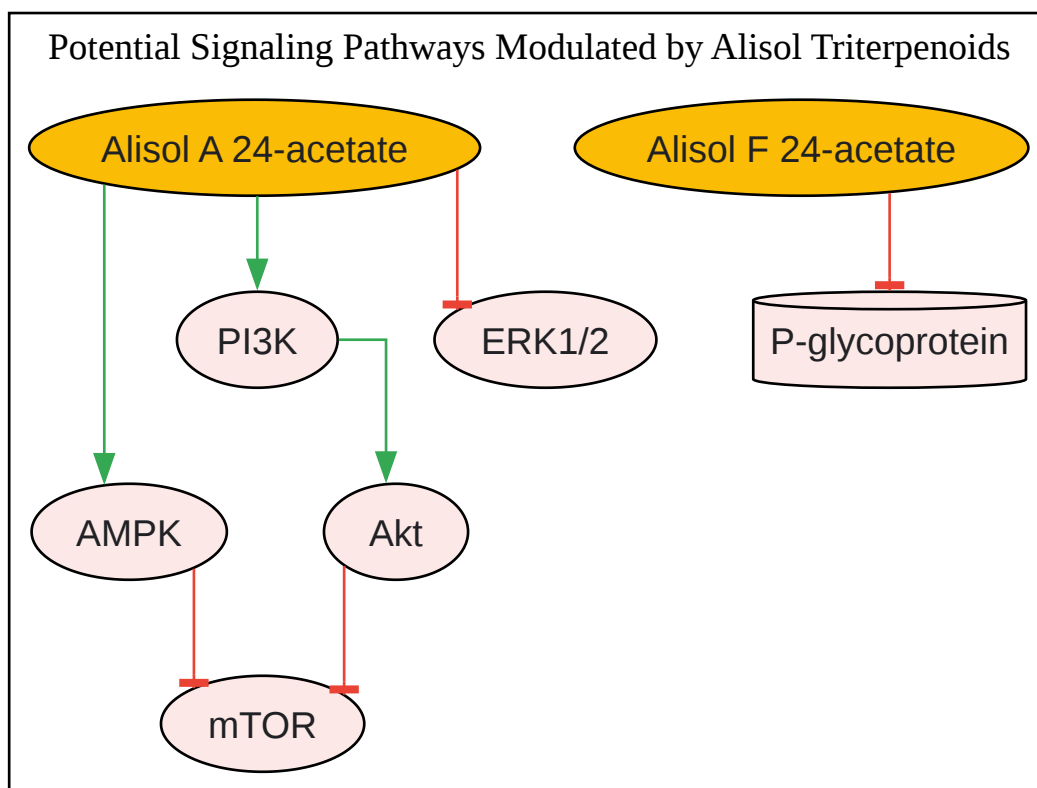 Potential Signaling Pathways Modulated by Alisol Triterpenoids
Alisol A 24-acetate
Alisol F 24-acetate
PI3K
ERK1/2
P-glycoprotein
AMPK
Akt
mTOR